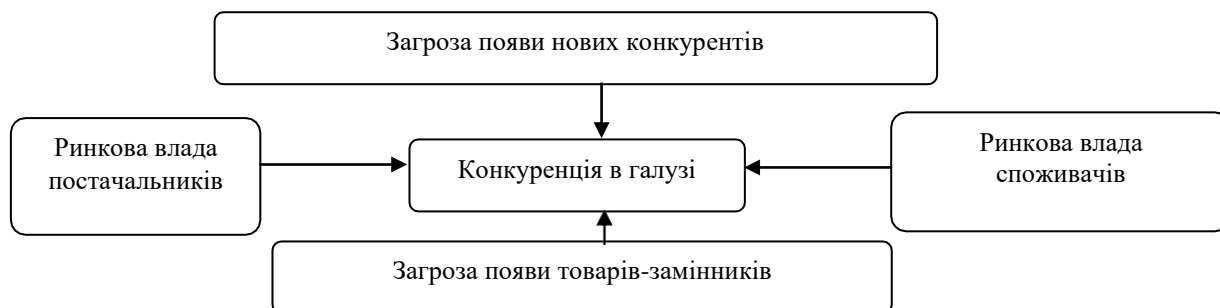 Загроза появи нових конкурентів
Ринкова влада
постачальників
Конкуренція в галузі
Ринкова влада
споживачів
Загроза появи товарів-замінників